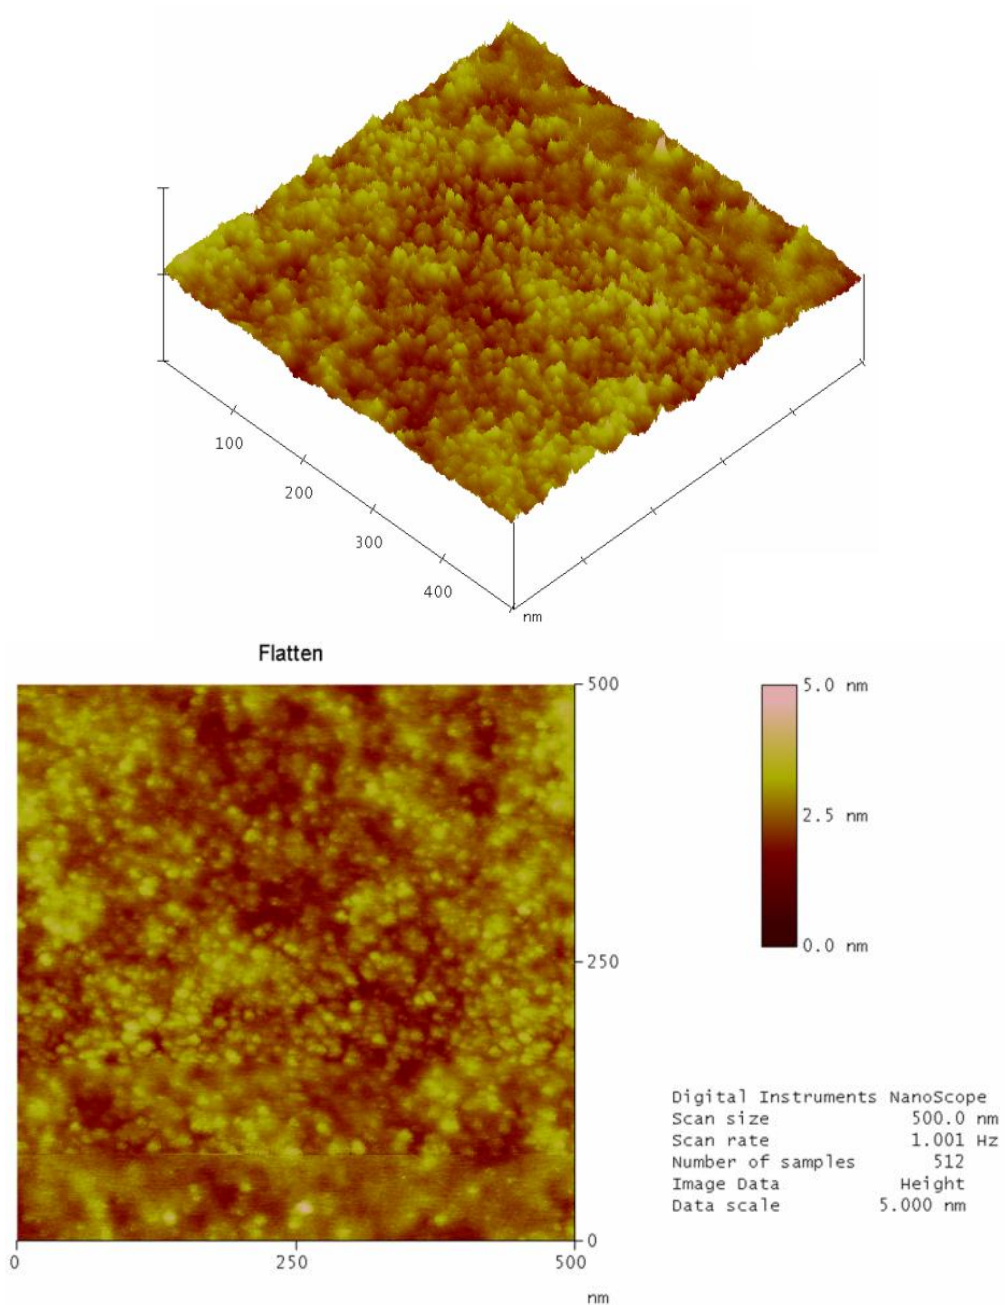 100
200
300
400
nm
Flatten
500
250
0
0
250
500
nm
5.0 nm
2.5 nm
0.0 nm
Digital Instruments NanoScope
Scan size 500.0 nm
Scan rate 1.001 Hz
Number of samples 512
Image Data Height
Data scale 5.000 nm